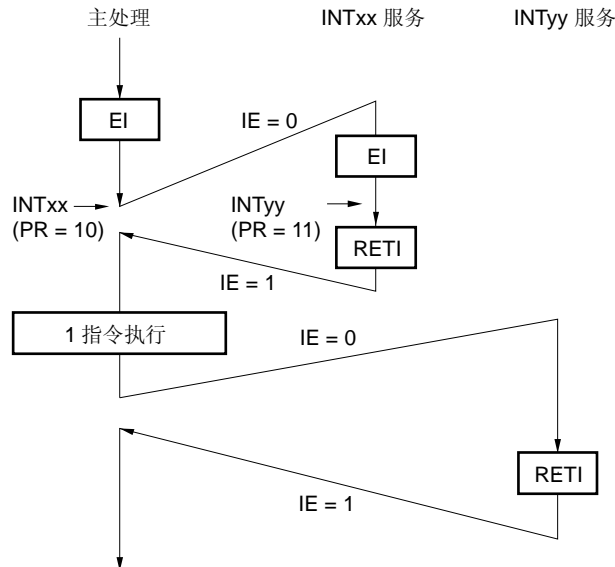 主处理
INTxx 服务
INTyy 服务
EI
IE = 0
EI
INTxx
(PR = 10)
INTyy
(PR = 11)
RETI
IE = 1
1 指令执行
IE = 0
RETI
IE = 1